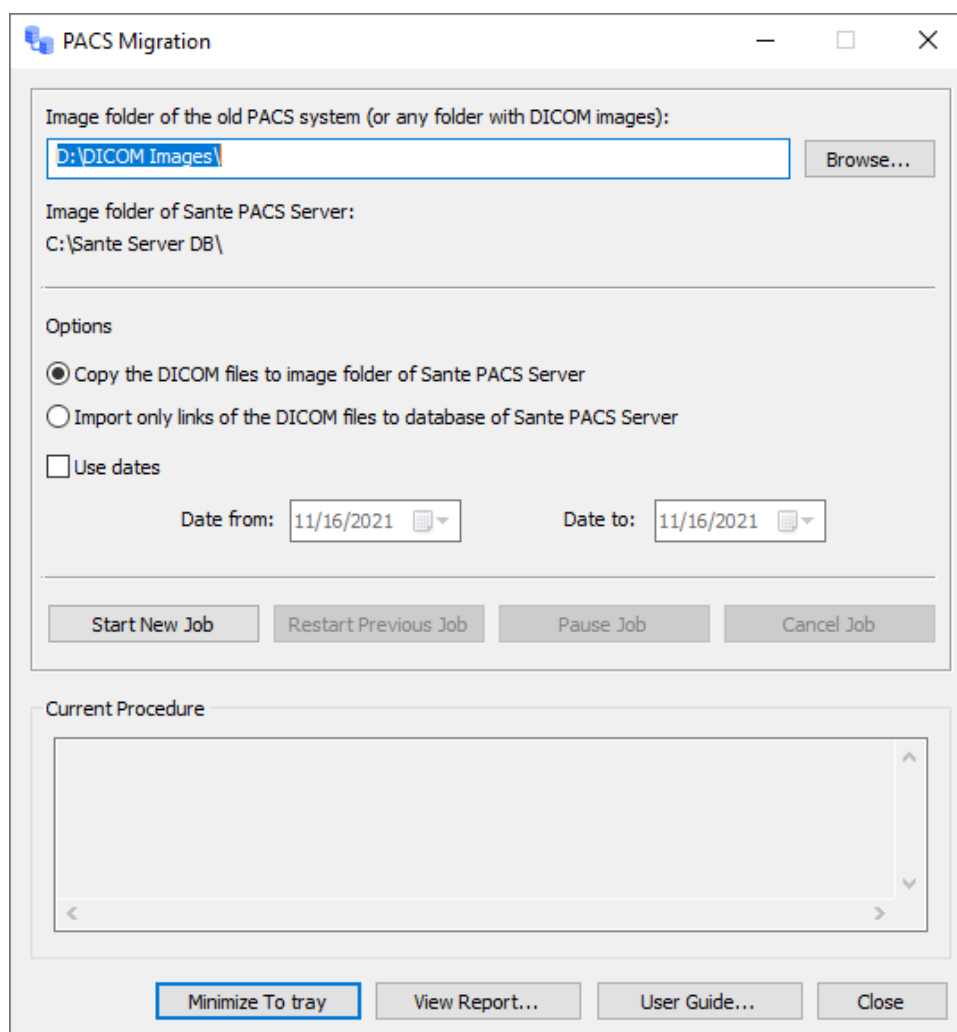 PACS Migration
Image folder of the old PACS system (or any folder with DICOM images):
D:\DICOM Images\
Browse...
Image folder of Sante PACS Server:
C:\Sante Server DB\
Options
Copy the DICOM files to image folder of Sante PACS Server
Import only links of the DICOM files to database of Sante PACS Server
Use dates
Date from: 11/16/2021 Date to: 11/16/2021
Start New Job Restart Previous Job Pause Job Cancel Job
Current Procedure
Minimize To tray View Report... User Guide... Close